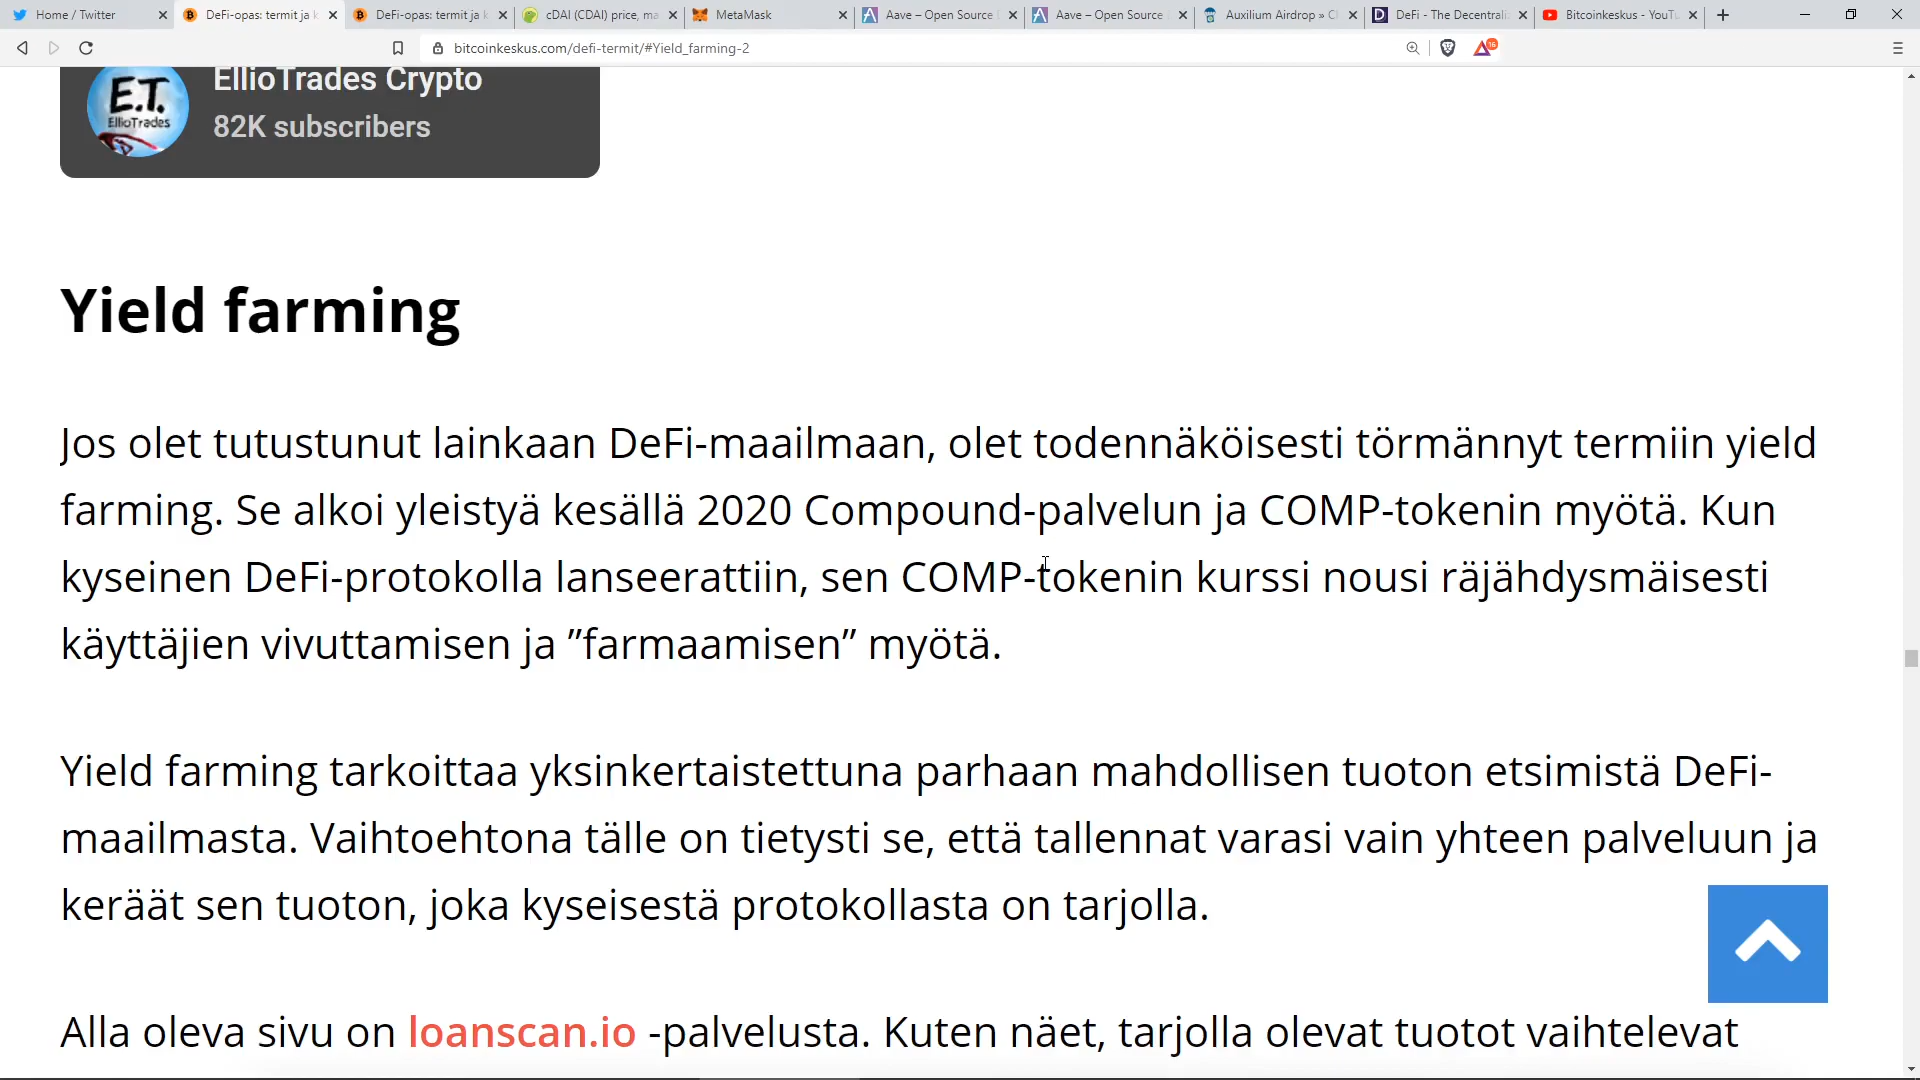 Home / Twitter
DeFi-opas: termit ja k
DeFi-opas: termit ja k
cDAI (CDAI) price, ma
MetaMask
Aave – Open Source
Aave – Open Source
Auxilium Airdrop » Cl
DeFi - The Decentrali
Bitcoinkeskus - YouTu
bitcoinkeskus.com/defi-termit/#Yield_farming-2
16
E.T.
EllioTrades
EllioTrades Crypto
82K subscribers
Yield farming
Jos olet tutustunut lainkaan DeFi-maailmaan, olet todennäköisesti törmännyt termiin yield
farming. Se alkoi yleistyä kesällä 2020 Compound-palvelun ja COMP-tokenin myötä. Kun
kyseinen DeFi-protokolla lanseerattiin, sen COMP-tokenin kurssi nousi räjähdysmäisesti
käyttäjien vivuttamisen ja ”farmaamisen” myötä.
Yield farming tarkoittaa yksinkertaistettuna parhaan mahdollisen tuoton etsimistä DeFi-
maailmasta. Vaihtoehtona tälle on tietysti se, että tallennat varasi vain yhteen palveluun ja
keräät sen tuoton, joka kyseisestä protokollasta on tarjolla.
Alla oleva sivu on loanscan.io -palvelusta. Kuten näet, tarjolla olevat tuotot vaihtelevat